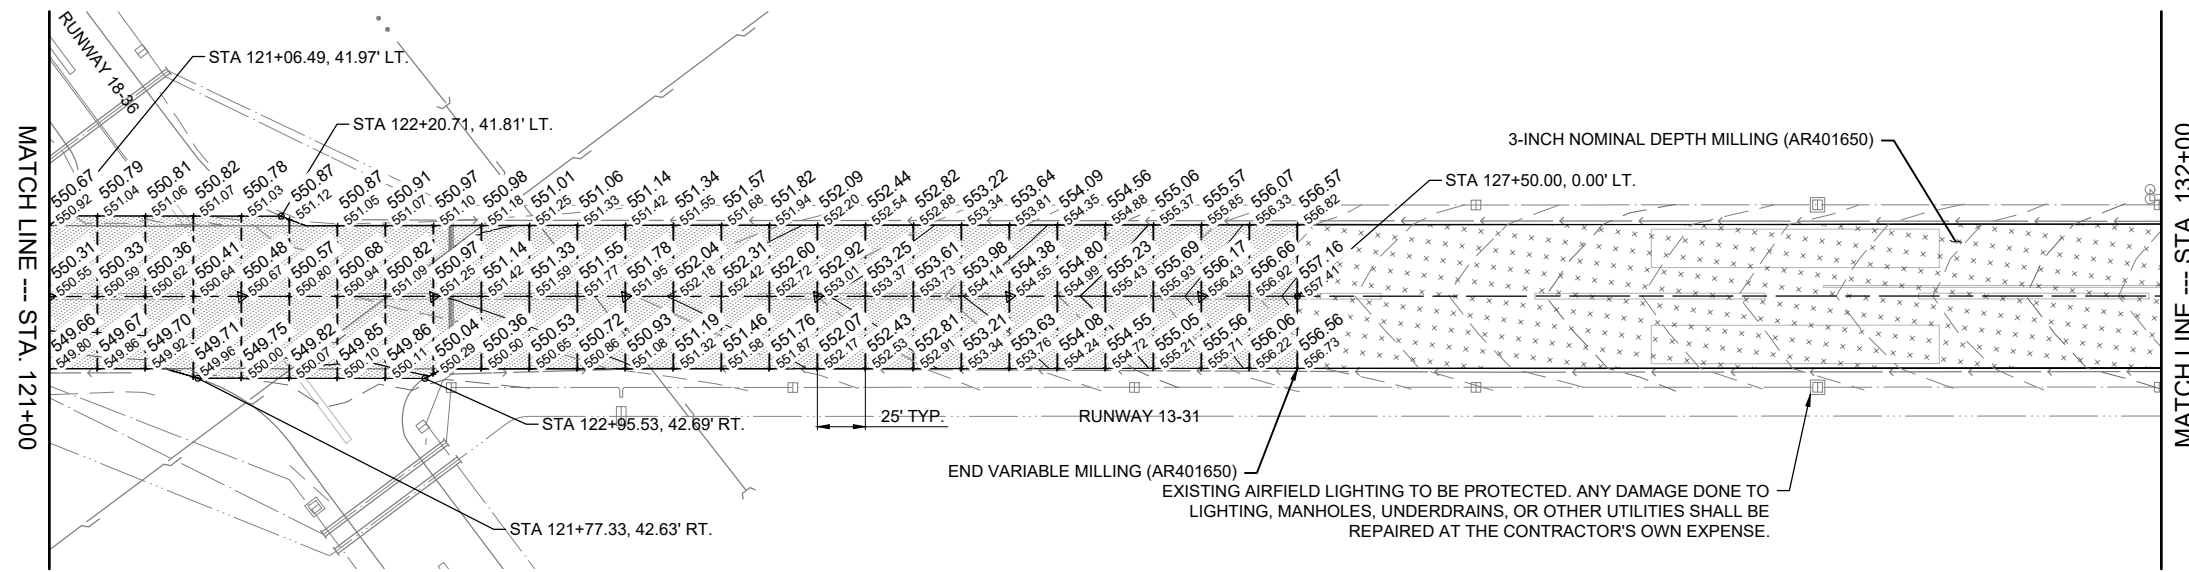 RUNWAY 18-36
STA 121+06.49, 41.97' LT.
STA 122+20.71, 41.81' LT.
3-INCH NOMINAL DEPTH MILLING (AR401650)
STA 127+50.00, 0.00' LT.
MATCH LINE --- STA. 121+00
MATCH LINE --- STA. 132+00
550.67 550.79 550.81 550.82 550.78 550.87 550.87 550.91 550.97 550.98 551.01 551.06 551.14 551.34 551.57 551.82 552.09 552.44 552.82 553.22 553.64 554.09 554.56 555.06 555.57 556.07 556.57
550.92 551.04 551.06 551.07 551.03 551.12 551.05 551.07 551.10 551.18 551.25 551.33 551.42 551.55 551.68 551.94 552.20 552.54 552.88 553.34 553.81 554.35 554.88 555.37 555.85 556.33 556.82
550.31 550.33 550.36 550.41 550.48 550.57 550.68 550.82 550.97 551.14 551.33 551.55 551.78 552.04 552.31 552.60 552.92 553.25 553.61 553.98 554.38 554.80 555.23 555.69 556.17 556.66 557.16
550.55 550.59 550.62 550.64 550.67 550.80 550.94 551.09 551.25 551.42 551.59 551.77 551.95 552.18 552.42 552.72 553.01 553.37 553.73 554.14 554.55 554.99 555.43 555.93 556.43 556.92 557.41
549.66 549.67 549.70 549.71 549.75 549.82 549.85 549.86 550.04 550.36 550.53 550.72 550.93 551.19 551.46 551.76 552.07 552.43 552.81 553.21 553.63 554.08 554.55 555.05 555.56 556.06 556.56
549.80 549.86 549.92 549.96 550.00 550.07 550.10 550.11 550.29 550.50 550.65 550.86 551.08 551.32 551.58 551.87 552.17 552.53 552.91 553.34 553.76 554.24 554.72 555.21 555.71 556.22 556.73
STA 122+95.53, 42.69' RT.
25' TYP.
RUNWAY 13-31
END VARIABLE MILLING (AR401650)
EXISTING AIRFIELD LIGHTING TO BE PROTECTED. ANY DAMAGE DONE TO
LIGHTING, MANHOLES, UNDERDRAINS, OR OTHER UTILITIES SHALL BE
REPAIRED AT THE CONTRACTOR'S OWN EXPENSE.
STA 121+77.33, 42.63' RT.